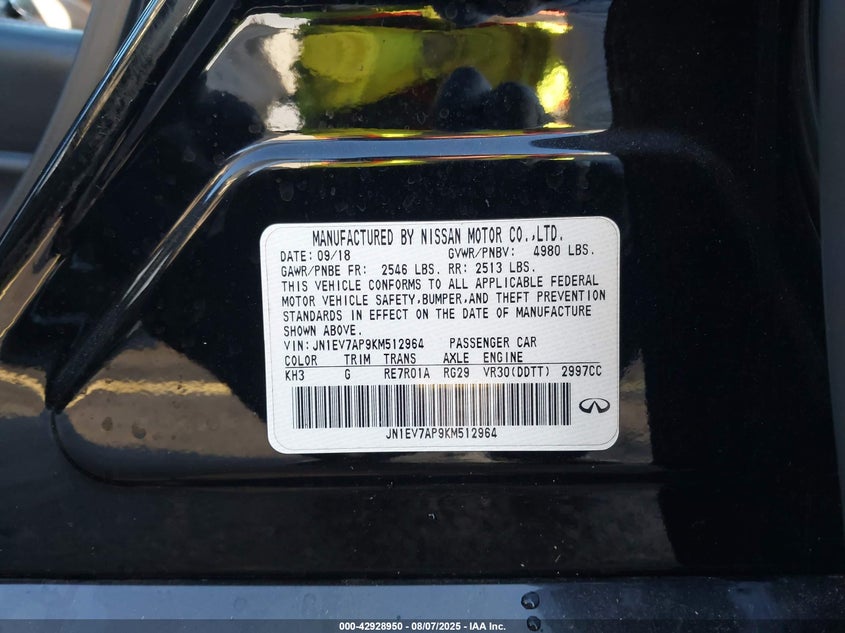 MANUFACTURED BY NISSAN MOTOR CO.,LTD.
DATE: 09/18 GVWR/PNBV: 4980 LBS.
GAWR/PNBE FR: 2546 LBS. RR: 2513 LBS.
THIS VEHICLE CONFORMS TO ALL APPLICABLE FEDERAL
MOTOR VEHICLE SAFETY,BUMPER,AND THEFT PREVENTION
STANDARDS IN EFFECT ON THE DATE OF MANUFACTURE
SHOWN ABOVE.
VIN:JN1EV7AP9KM512964 PASSENGER CAR
COLOR TRIM TRANS AXLE ENGINE
KH3 G RE7R01A RG29 VR30(DDTT) 2997CC
JN1EV7AP9KM512964
000-42928950 - 08/07/2025 - IAA Inc.